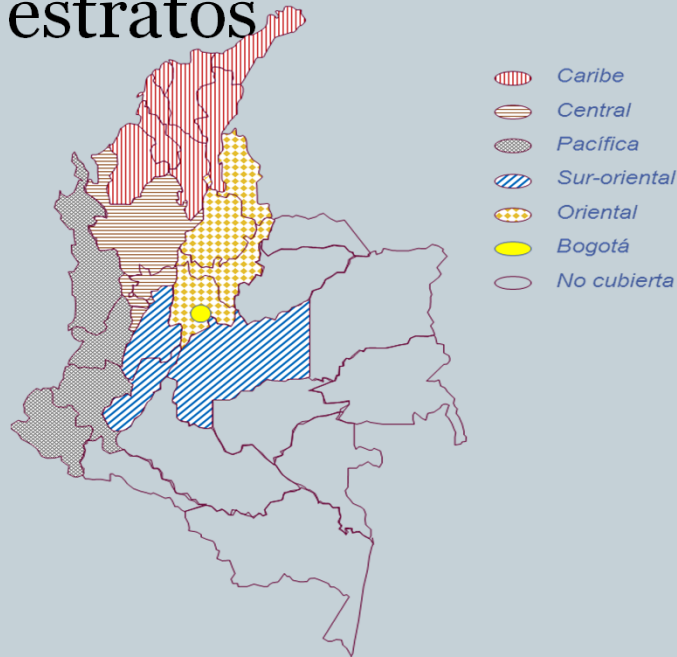 estratos
Caribe
Central
Pacífica
Sur-oriental
Oriental
Bogotá
No cubierta